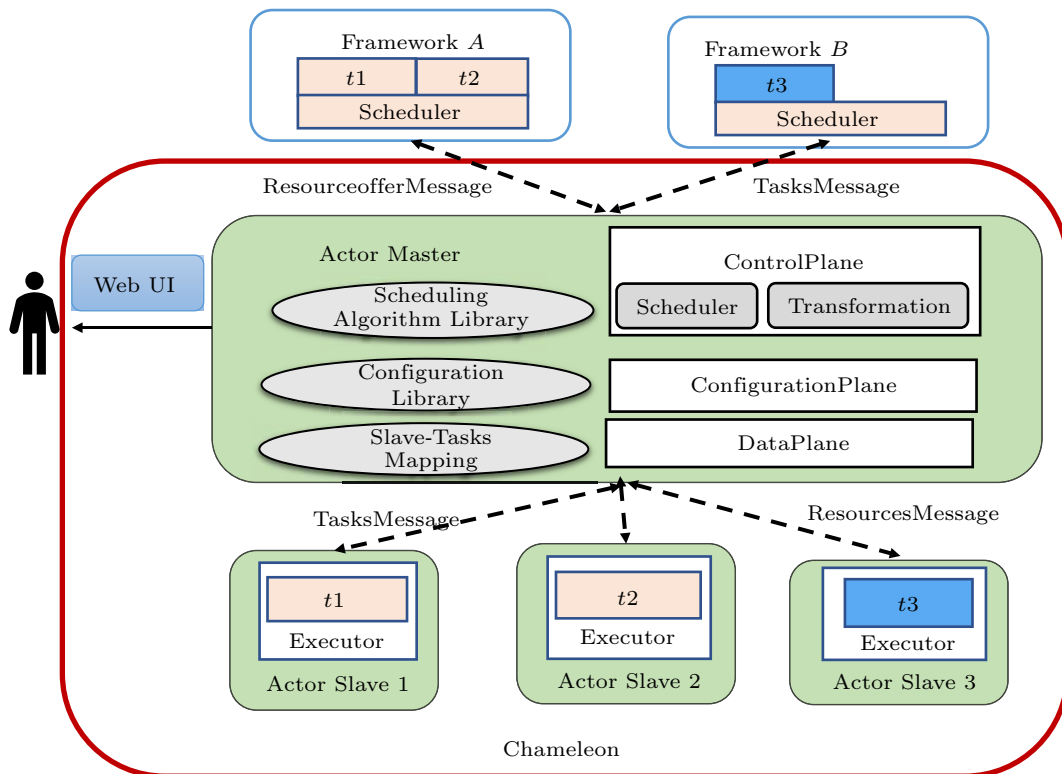 Framework A
t1
t2
Scheduler
Framework B
t3
Scheduler
ResourceofferMessage
TasksMessage
Web UI
Actor Master
Scheduling
Algorithm Library
Configuration
Library
Slave-Tasks
Mapping
ControlPlane
Scheduler
Transformation
ConfigurationPlane
DataPlane
TasksMessage
ResourcesMessage
t1
Executor
Actor Slave 1
t2
Executor
Actor Slave 2
t3
Executor
Actor Slave 3
Chameleon